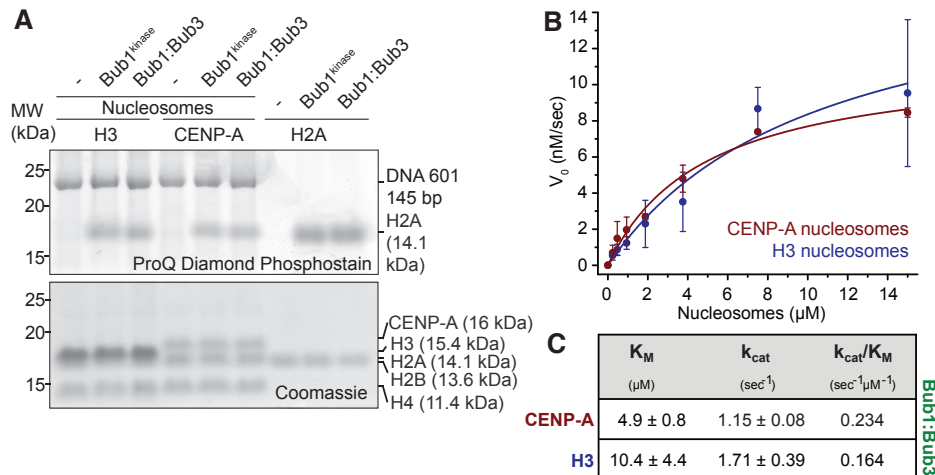 A
-
Bub1kinase
Bub1:Bub3
-
Bub1kinase
Bub1:Bub3
-
Bub1kinase
Bub1:Bub3
MW
(kDa)
Nucleosomes
H3
CENP-A
H2A
25
20
15
DNA 601
145 bp
H2A
(14.1
kDa)
ProQ Diamond Phosphostain
25
20
15
CENP-A (16 kDa)
H3 (15.4 kDa)
H2A (14.1 kDa)
H2B (13.6 kDa)
H4 (11.4 kDa)
Coomassie
B
V0 (nM/sec)
14
12
10
8
6
4
2
0
CENP-A nucleosomes
H3 nucleosomes
0 2 4 6 8 10 12 14
Nucleosomes (µM)
C
KM kcat kcat/KM
(µM) (sec-1) (sec-1µM-1)
CENP-A 4.9 ± 0.8 1.15 ± 0.08 0.234
H3 10.4 ± 4.4 1.71 ± 0.39 0.164
Bub1:Bub3